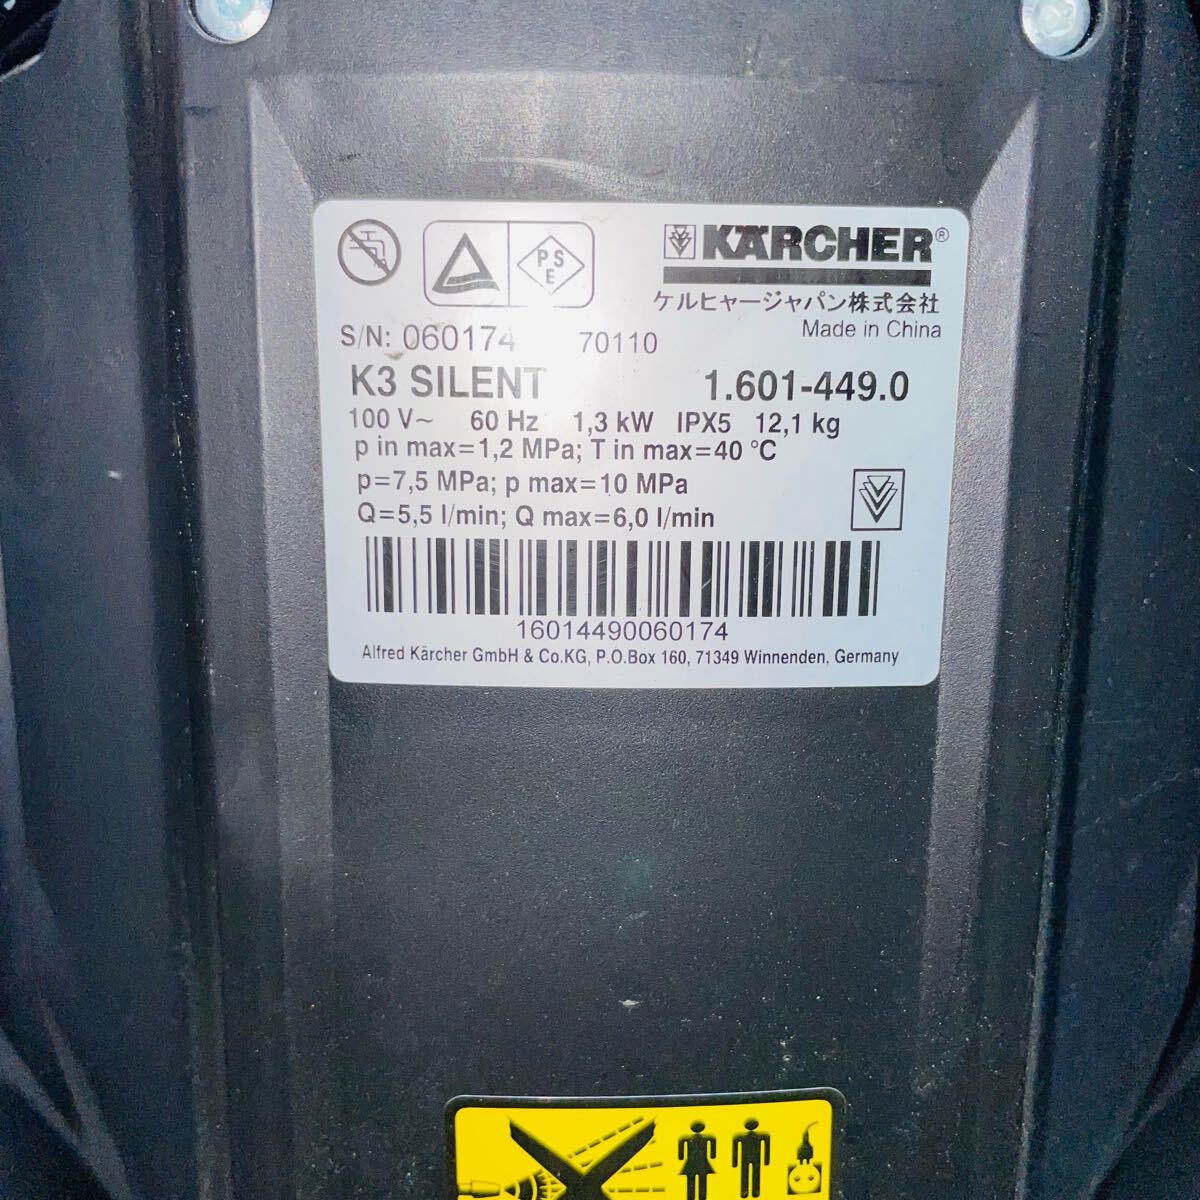 PSE
KÄRCHER®
ケルヒャージャパン株式会社
Made in China
S/N: 060174 70110
K3 SILENT 1.601-449.0
100 V~ 60 Hz 1,3 kW IPX5 12,1 kg
p in max=1,2 MPa; T in max=40 °C
p=7,5 MPa; p max=10 MPa
Q=5,5 l/min; Q max=6,0 l/min
16014490060174
Alfred Kärcher GmbH & Co.KG, P.O.Box 160, 71349 Winnenden, Germany